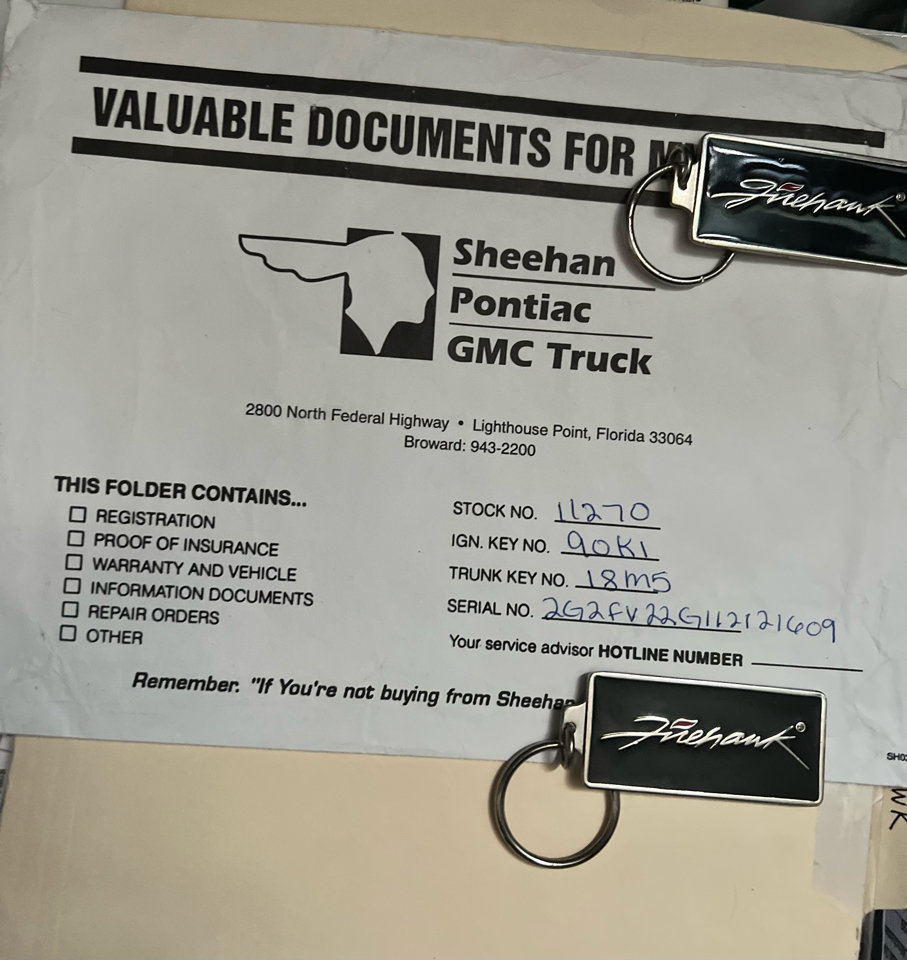 VALUABLE DOCUMENTS FOR
Firehawk®
Sheehan
Pontiac
GMC Truck
2800 North Federal Highway • Lighthouse Point, Florida 33064
Broward: 943-2200
THIS FOLDER CONTAINS...
☐ REGISTRATION
☐ PROOF OF INSURANCE
☐ WARRANTY AND VEHICLE
☐ INFORMATION DOCUMENTS
☐ REPAIR ORDERS
☐ OTHER
STOCK NO. 11270
IGN. KEY NO. 90K1
TRUNK KEY NO. 18M5
SERIAL NO. 2G2FV22G112121609
Your service advisor HOTLINE NUMBER
Remember. "If You're not buying from Sheehan
Firehawk®
WK